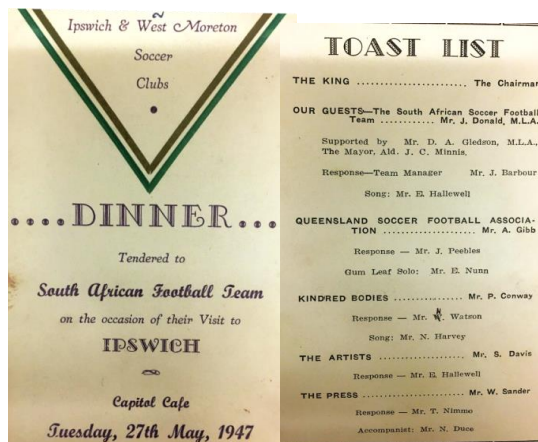 Ipswich & West Moreton
Soccer
Clubs
....DINNER...
Tendered to
South African Football Team
on the occasion of their Visit to
IPSWICH
Capitol Cafe
Tuesday, 27th May, 1947
TOAST LIST
THE KING ........................ The Chairman
OUR GUESTS—The South African Soccer Football
Team ............ Mr. J. Donald, M.L.A.
Supported by Mr. D. A. Gledson, M.L.A.,
The Mayor, Ald. J. C. Minnis,
Response—Team Manager Mr. J. Barbour
Song: Mr. E. Hallewell
QUEENSLAND SOCCER FOOTBALL ASSOCIA-
TION ..................... Mr. A. Gibb
Response — Mr. J. Peebles
Gum Leaf Solo: Mr. E. Nunn
KINDRED BODIES ............... Mr. P. Conway
Response — Mr. Watson
Song: Mr. N. Harvey
THE ARTISTS ..................... Mr. S. Davis
Response — Mr. E. Hallewell
THE PRESS ..................... Mr. W. Sander
Response — Mr. T. Nimmo
Accompanist: Mr. N. Duce